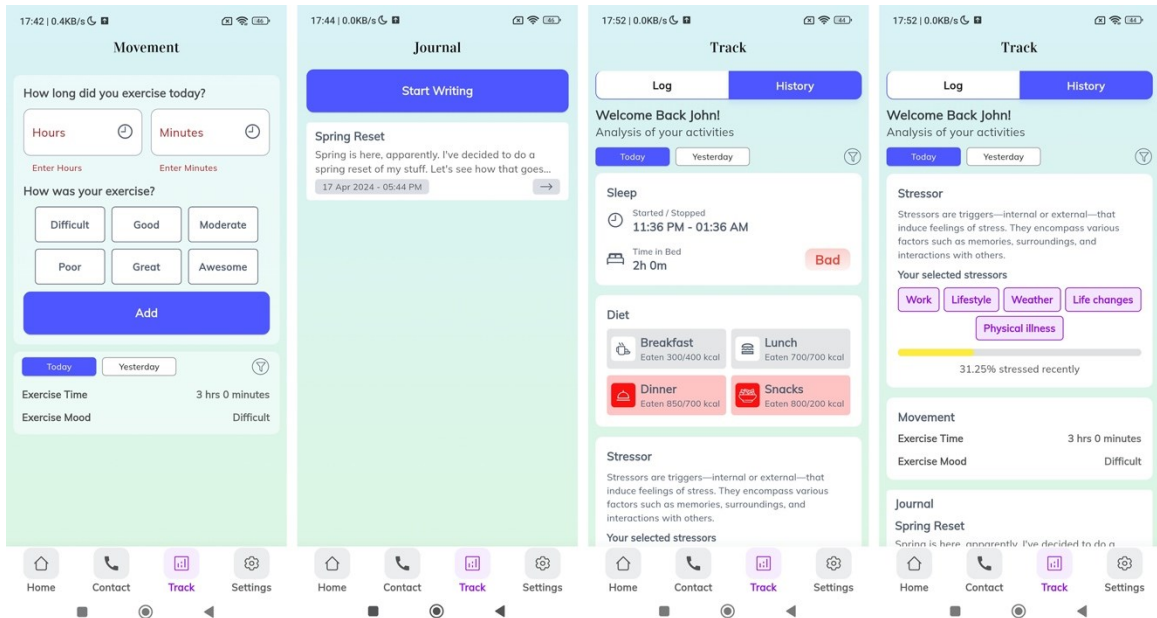 17:42 | 0.4KB/s
46
Movement
How long did you exercise today?
Hours
Minutes
Enter Hours
Enter Minutes
How was your exercise?
Difficult
Good
Moderate
Poor
Great
Awesome
Add
Today
Yesterday
Exercise Time
3 hrs 0 minutes
Exercise Mood
Difficult
Home
Contact
Track
Settings
17:44 | 0.0KB/s
46
Journal
Start Writing
Spring Reset
Spring is here, apparently. I've decided to do a
spring reset of my stuff. Let's see how that goes...
17 Apr 2024 - 05:44 PM
Home
Contact
Track
Settings
17:52 | 0.0KB/s
44
Track
Log
History
Welcome Back John!
Analysis of your activities
Today
Yesterday
Sleep
Started / Stopped
11:36 PM - 01:36 AM
Time in Bed
2h 0m
Bad
Diet
Breakfast
Eaten 300/400 kcal
Lunch
Eaten 700/700 kcal
Dinner
Eaten 850/700 kcal
Snacks
Eaten 800/200 kcal
Stressor
Stressors are triggers—internal or external—that
induce feelings of stress. They encompass various
factors such as memories, surroundings, and
interactions with others.
Your selected stressors
Home
Contact
Track
Settings
17:52 | 0.0KB/s
44
Track
Log
History
Welcome Back John!
Analysis of your activities
Today
Yesterday
Stressor
Stressors are triggers—internal or external—that
induce feelings of stress. They encompass various
factors such as memories, surroundings, and
interactions with others.
Your selected stressors
Work
Lifestyle
Weather
Life changes
Physical illness
31.25% stressed recently
Movement
Exercise Time
3 hrs 0 minutes
Exercise Mood
Difficult
Journal
Spring Reset
Spring is here, apparently. I've decided to do a
Home
Contact
Track
Settings